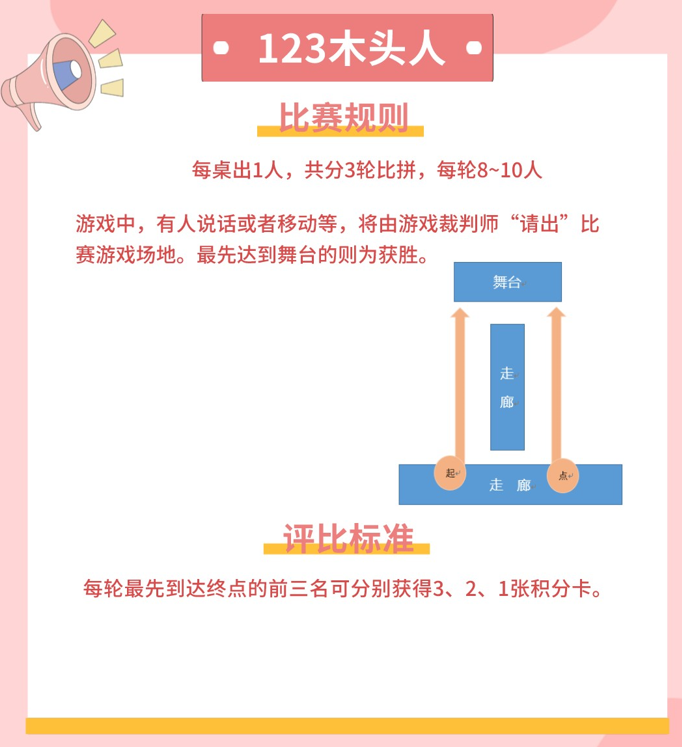 123木头人
比赛规则
每桌出1人，共分3轮比拼，每轮8~10人
游戏中，有人说话或者移动等，将由游戏裁判师“请出”比
赛游戏场地。最先达到舞台的则为获胜。
舞台
走
廊
起
点
走 廊
评比标准
每轮最先到达终点的前三名可分别获得3、2、1张积分卡。